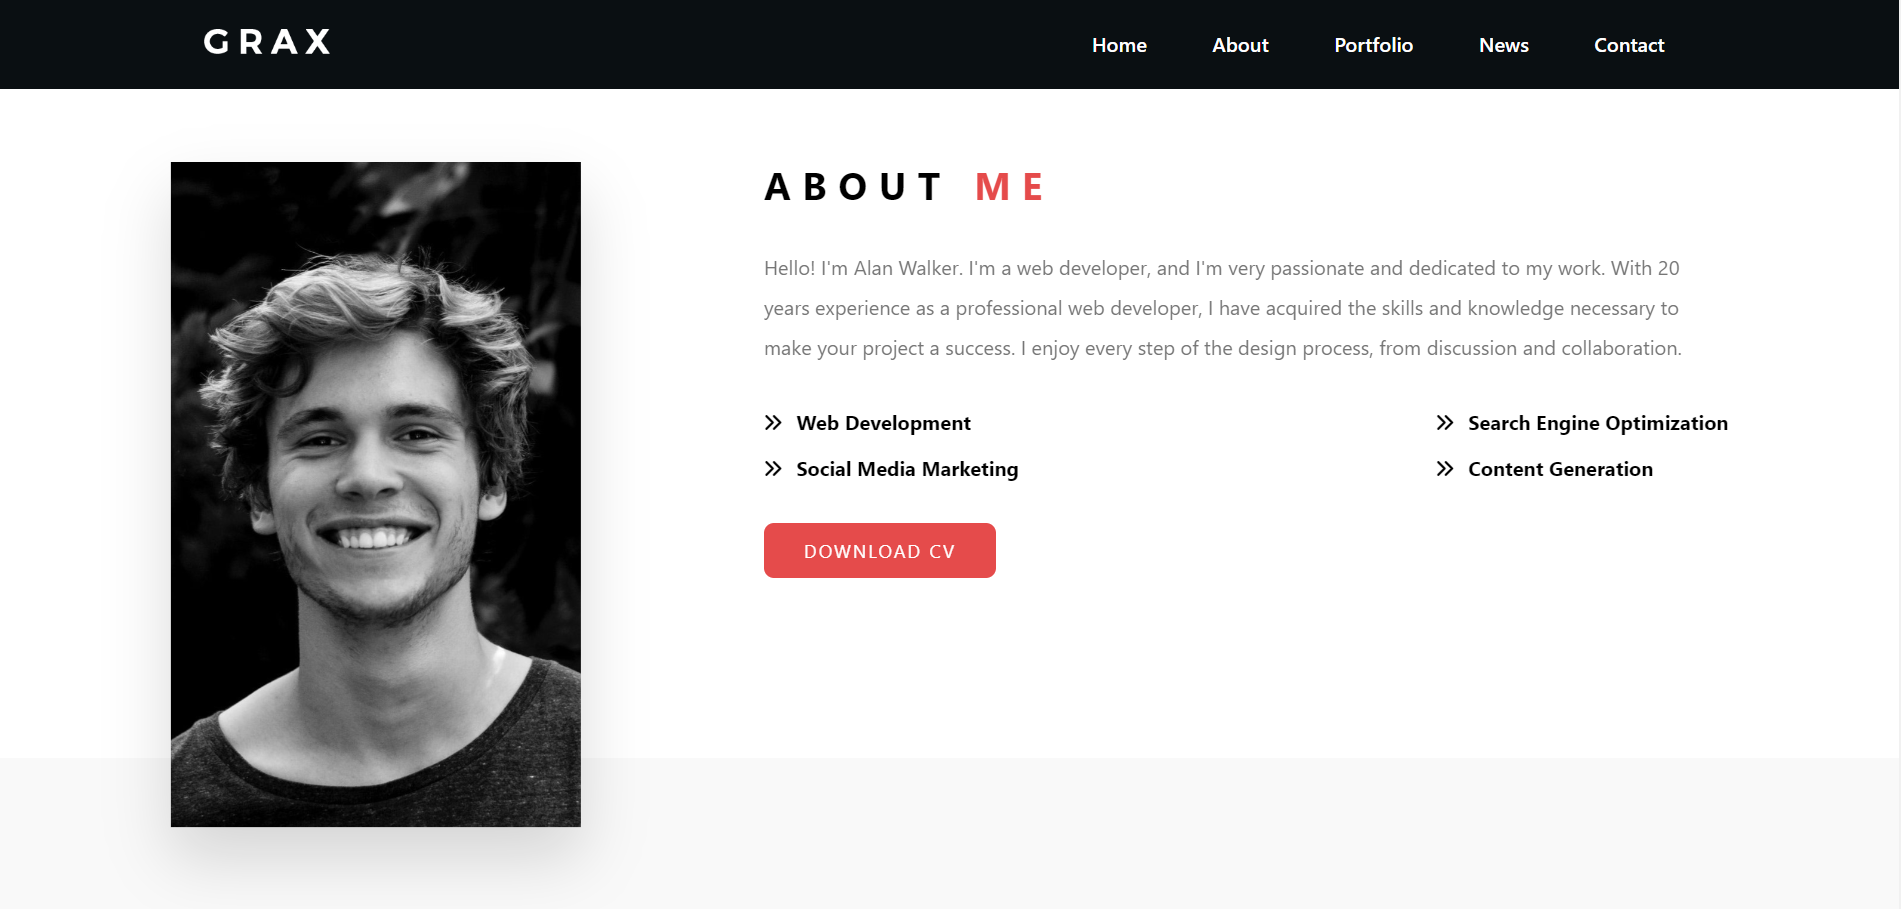 GRAX
Home About Portfolio News Contact
ABOUT ME
Hello! I'm Alan Walker. I'm a web developer, and I'm very passionate and dedicated to my work. With 20
years experience as a professional web developer, I have acquired the skills and knowledge necessary to
make your project a success. I enjoy every step of the design process, from discussion and collaboration.
Web Development
Search Engine Optimization
Social Media Marketing
Content Generation
DOWNLOAD CV